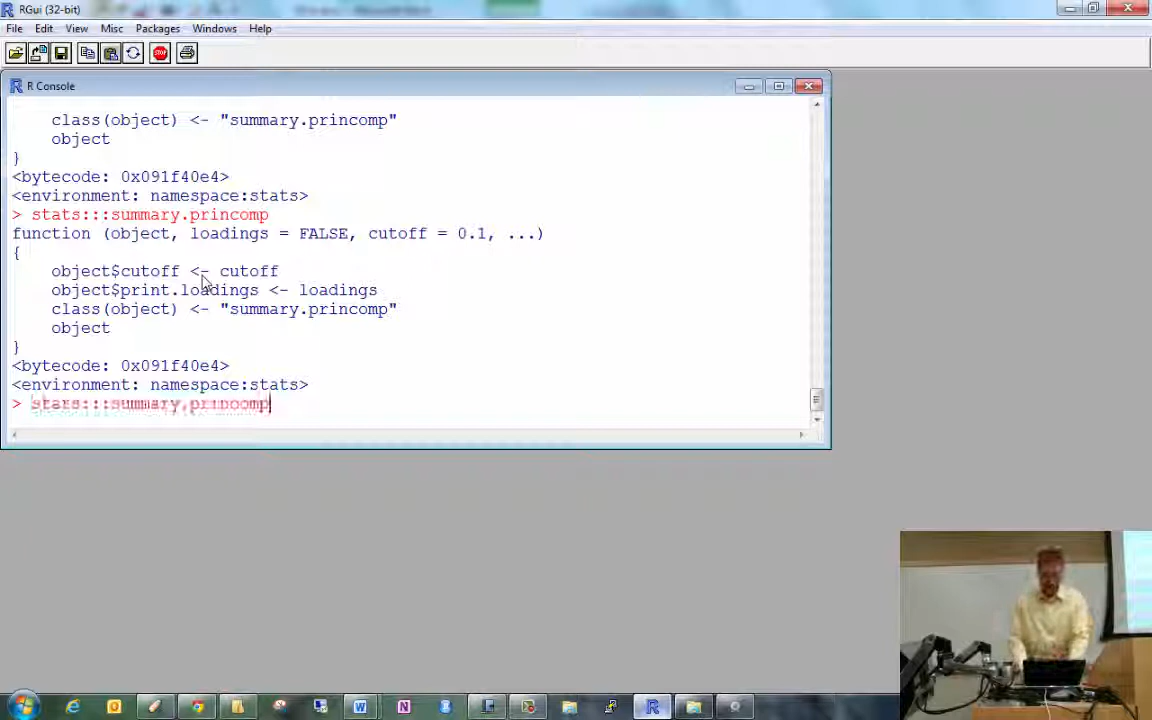 RGui (32-bit)
File Edit View Misc Packages Windows Help
STOP
R Console
class(object) <- "summary.princomp"
object
}
<bytecode: 0x091f40e4>
<environment: namespace:stats>
> stats:::summary.princomp
function (object, loadings = FALSE, cutoff = 0.1, ...)
{
object$cutoff <- cutoff
object$print.loadings <- loadings
class(object) <- "summary.princomp"
object
}
<bytecode: 0x091f40e4>
<environment: namespace:stats>
> stats:::summary.princomp